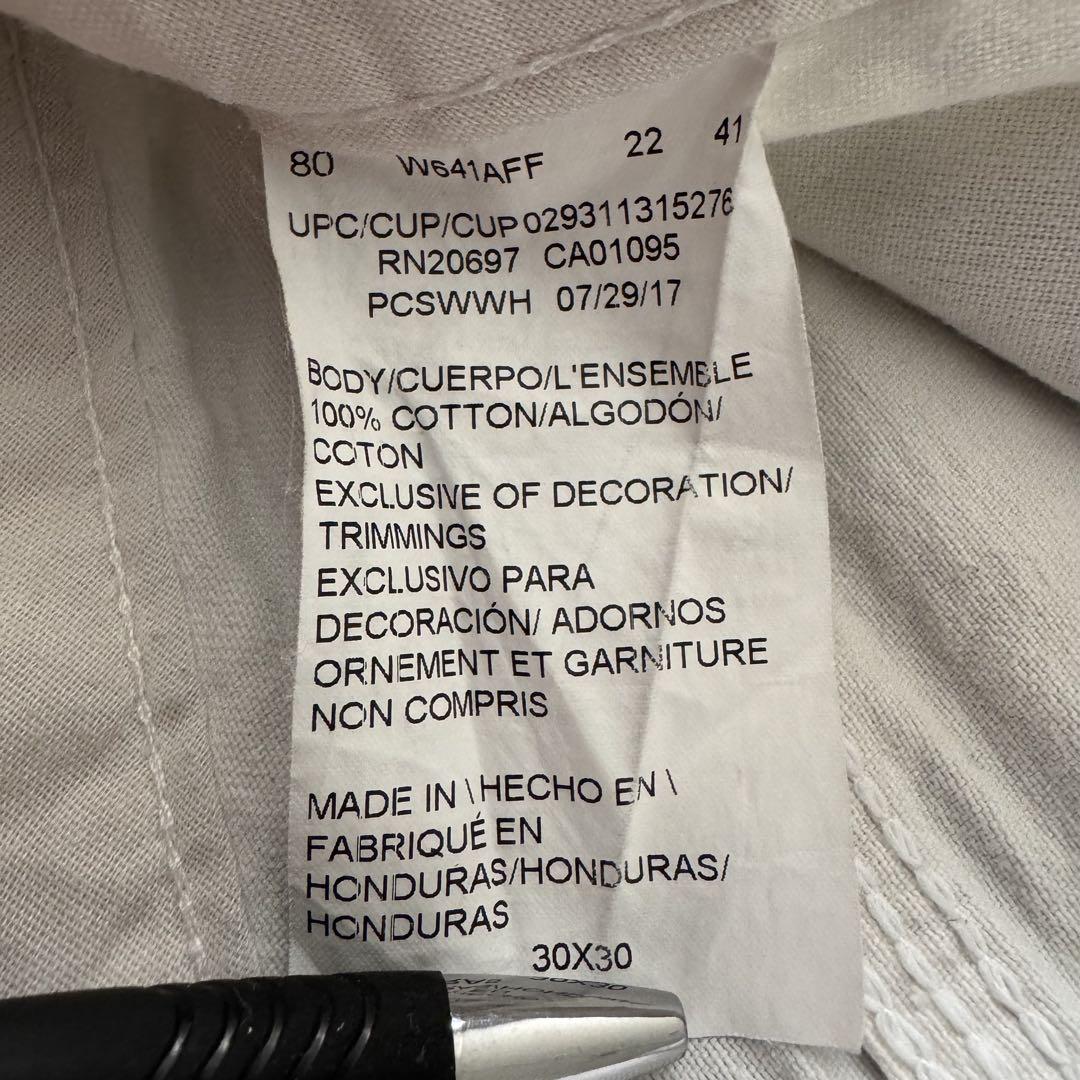 80 W641AFF 22 41
UPC/CUP/CUP 029311315276
RN20697 CA01095
PCSWWH 07/29/17
BODY/CUERPO/L'ENSEMBLE
100% COTTON/ALGODÓN/
COTON
EXCLUSIVE OF DECORATION/
TRIMMINGS
EXCLUSIVO PARA
DECORACIÓN/ ADORNOS
ORNEMENT ET GARNITURE
NON COMPRIS
MADE IN \ HECHO EN \
FABRIQUÉ EN
HONDURAS/HONDURAS/
HONDURAS
30X30